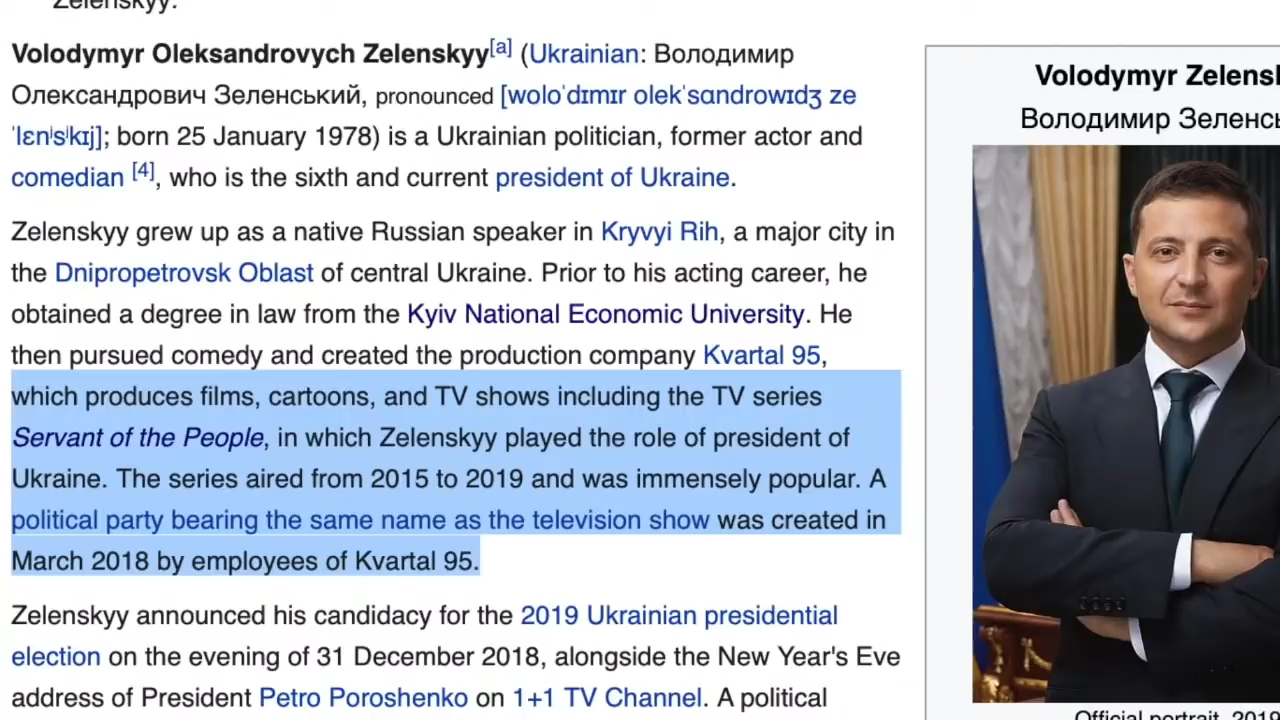 Zelenskyy.
Volodymyr Oleksandrovych Zelenskyy[a] (Ukrainian: Володимир
Олександрович Зеленський, pronounced [woloˈdɪmɪr olekˈsɑndrowɪdʒ ze
ˈlɛnʲsʲkɪj]; born 25 January 1978) is a Ukrainian politician, former actor and
comedian [4], who is the sixth and current president of Ukraine.
Zelenskyy grew up as a native Russian speaker in Kryvyi Rih, a major city in
the Dnipropetrovsk Oblast of central Ukraine. Prior to his acting career, he
obtained a degree in law from the Kyiv National Economic University. He
then pursued comedy and created the production company Kvartal 95,
which produces films, cartoons, and TV shows including the TV series
Servant of the People, in which Zelenskyy played the role of president of
Ukraine. The series aired from 2015 to 2019 and was immensely popular. A
political party bearing the same name as the television show was created in
March 2018 by employees of Kvartal 95.
Zelenskyy announced his candidacy for the 2019 Ukrainian presidential
election on the evening of 31 December 2018, alongside the New Year's Eve
address of President Petro Poroshenko on 1+1 TV Channel. A political
Volodymyr Zelensk
Володимир Зеленсь
Official portrait, 2019